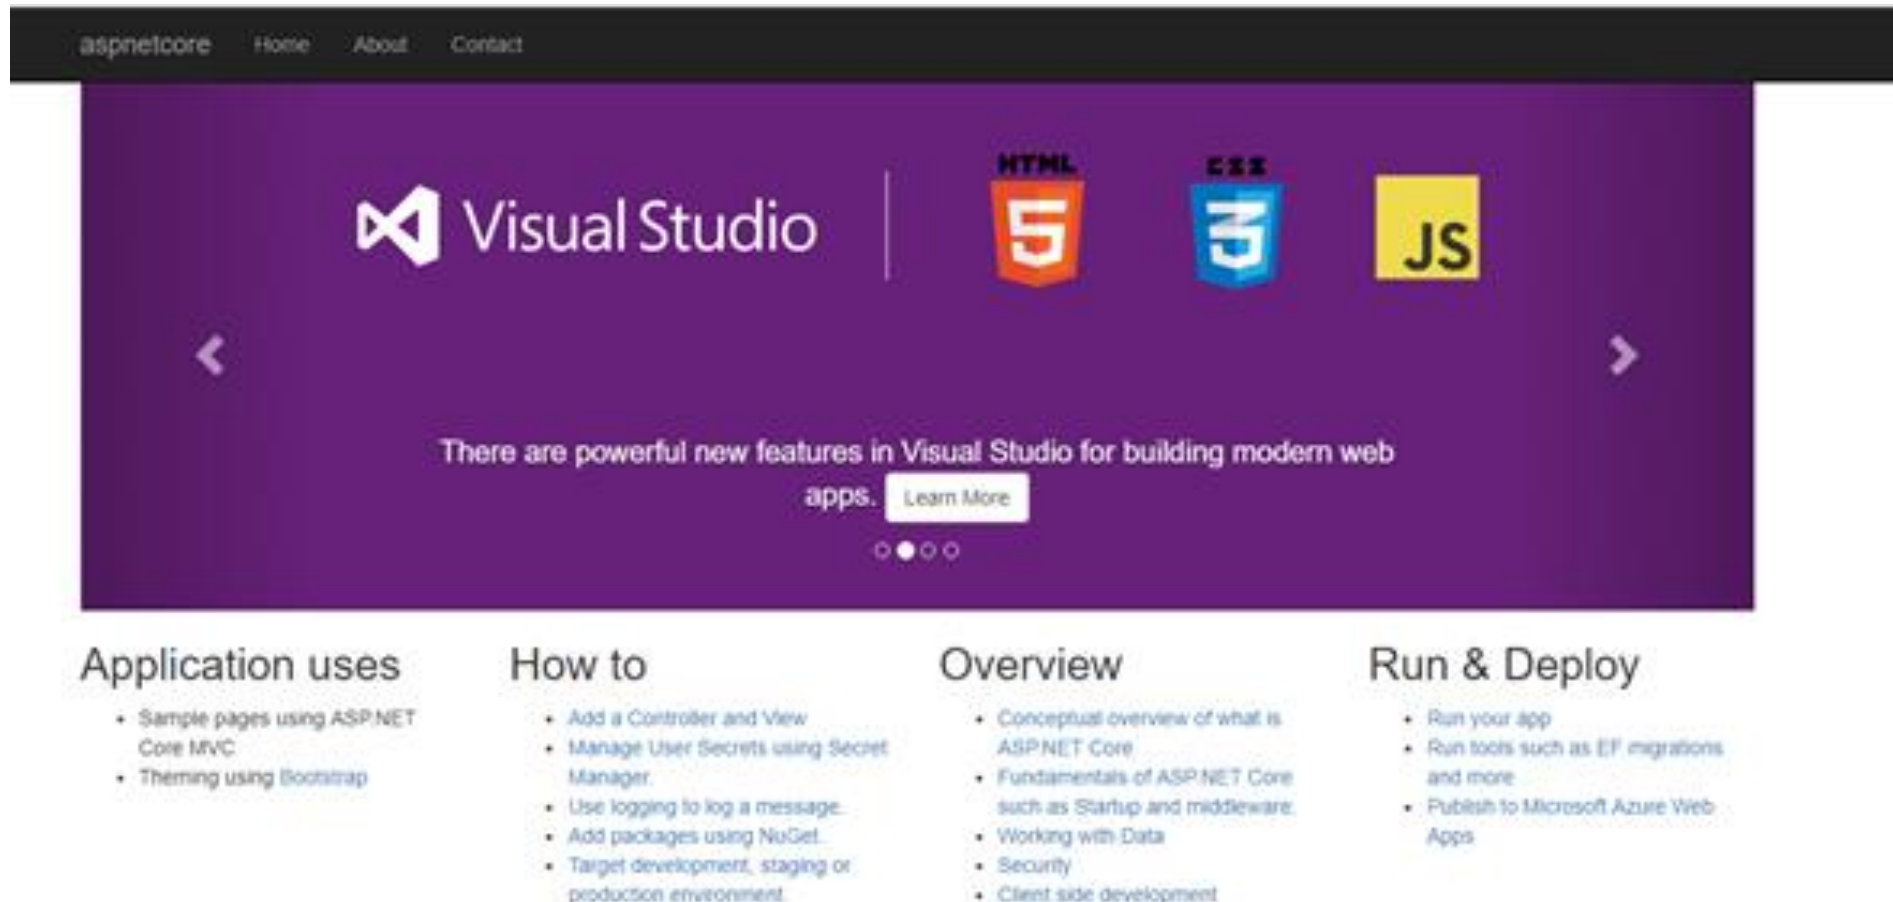 aspnetcore Home About Contact
Visual Studio
HTML
5
CSS
3
JS
There are powerful new features in Visual Studio for building modern web
apps. Learn More
Application uses
Sample pages using ASP.NET
Core MVC
Theming using Bootstrap
How to
Add a Controller and View
Manage User Secrets using Secret
Manager.
Use logging to log a message.
Add packages using NuGet.
Target development, staging or
production environment.
Overview
Conceptual overview of what is
ASP.NET Core
Fundamentals of ASP.NET Core
such as Startup and middleware.
Working with Data
Security
Client side development
Run & Deploy
Run your app
Run tools such as EF migrations
and more
Publish to Microsoft Azure Web
Apps